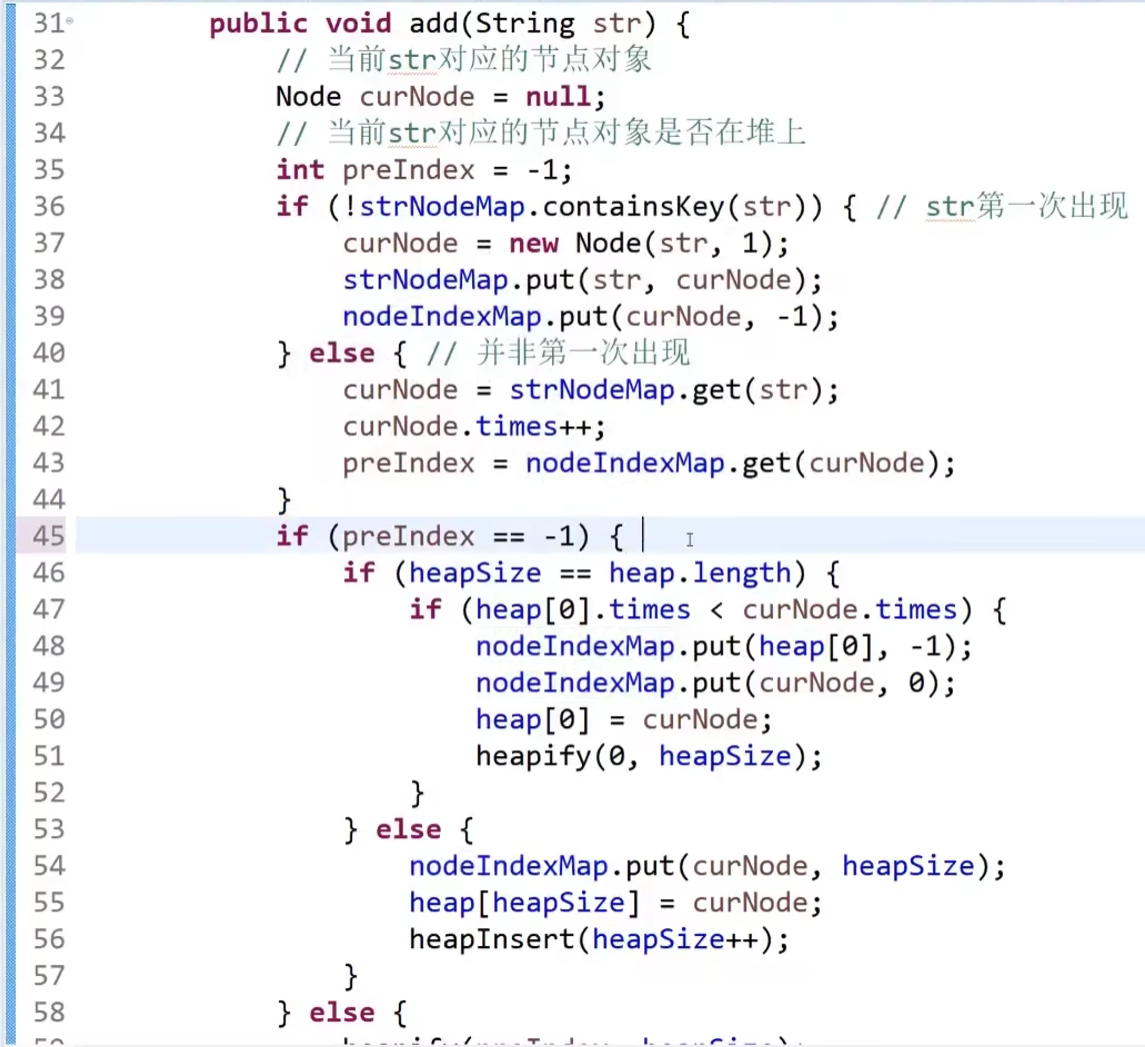 31 public void add(String str) {
32 // 当前str对应的节点对象
33 Node curNode = null;
34 // 当前str对应的节点对象是否在堆上
35 int preIndex = -1;
36 if (!strNodeMap.containsKey(str)) { // str第一次出现
37 curNode = new Node(str, 1);
38 strNodeMap.put(str, curNode);
39 nodeIndexMap.put(curNode, -1);
40 } else { // 并非第一次出现
41 curNode = strNodeMap.get(str);
42 curNode.times++;
43 preIndex = nodeIndexMap.get(curNode);
44 }
45 if (preIndex == -1) {
46 if (heapSize == heap.length) {
47 if (heap[0].times < curNode.times) {
48 nodeIndexMap.put(heap[0], -1);
49 nodeIndexMap.put(curNode, 0);
50 heap[0] = curNode;
51 heapify(0, heapSize);
52 }
53 } else {
54 nodeIndexMap.put(curNode, heapSize);
55 heap[heapSize] = curNode;
56 heapInsert(heapSize++);
57 }
58 } else {